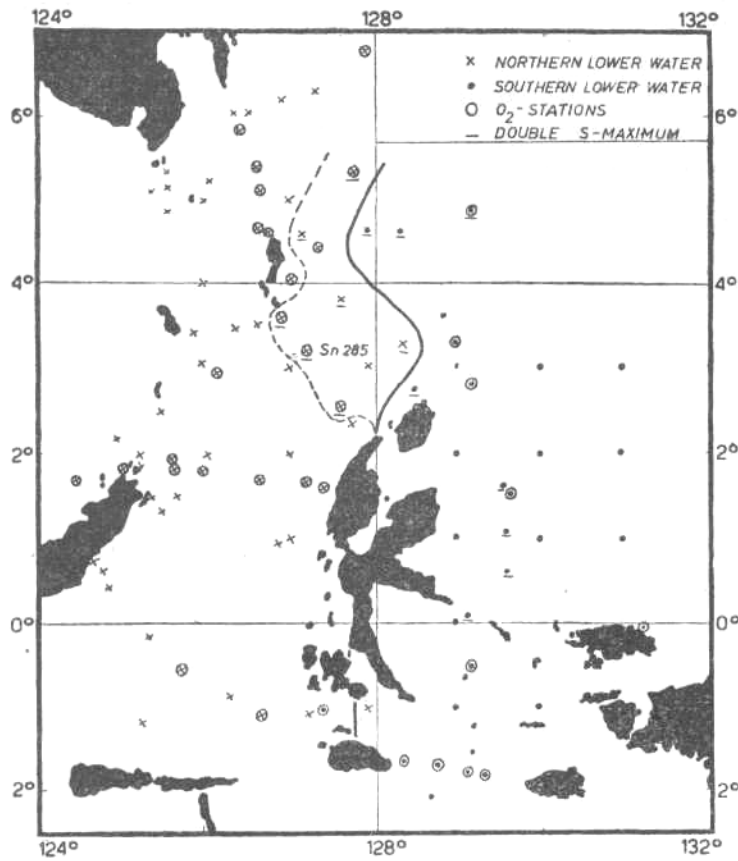 124° 128° 132°
× NORTHERN LOWER WATER
• SOUTHERN LOWER WATER
⊙ O₂-STATIONS
— DOUBLE S-MAXIMUM
6° 6°
4° 4°
Sn 285
2° 2°
0° 0°
2° 2°
124° 128° 132°